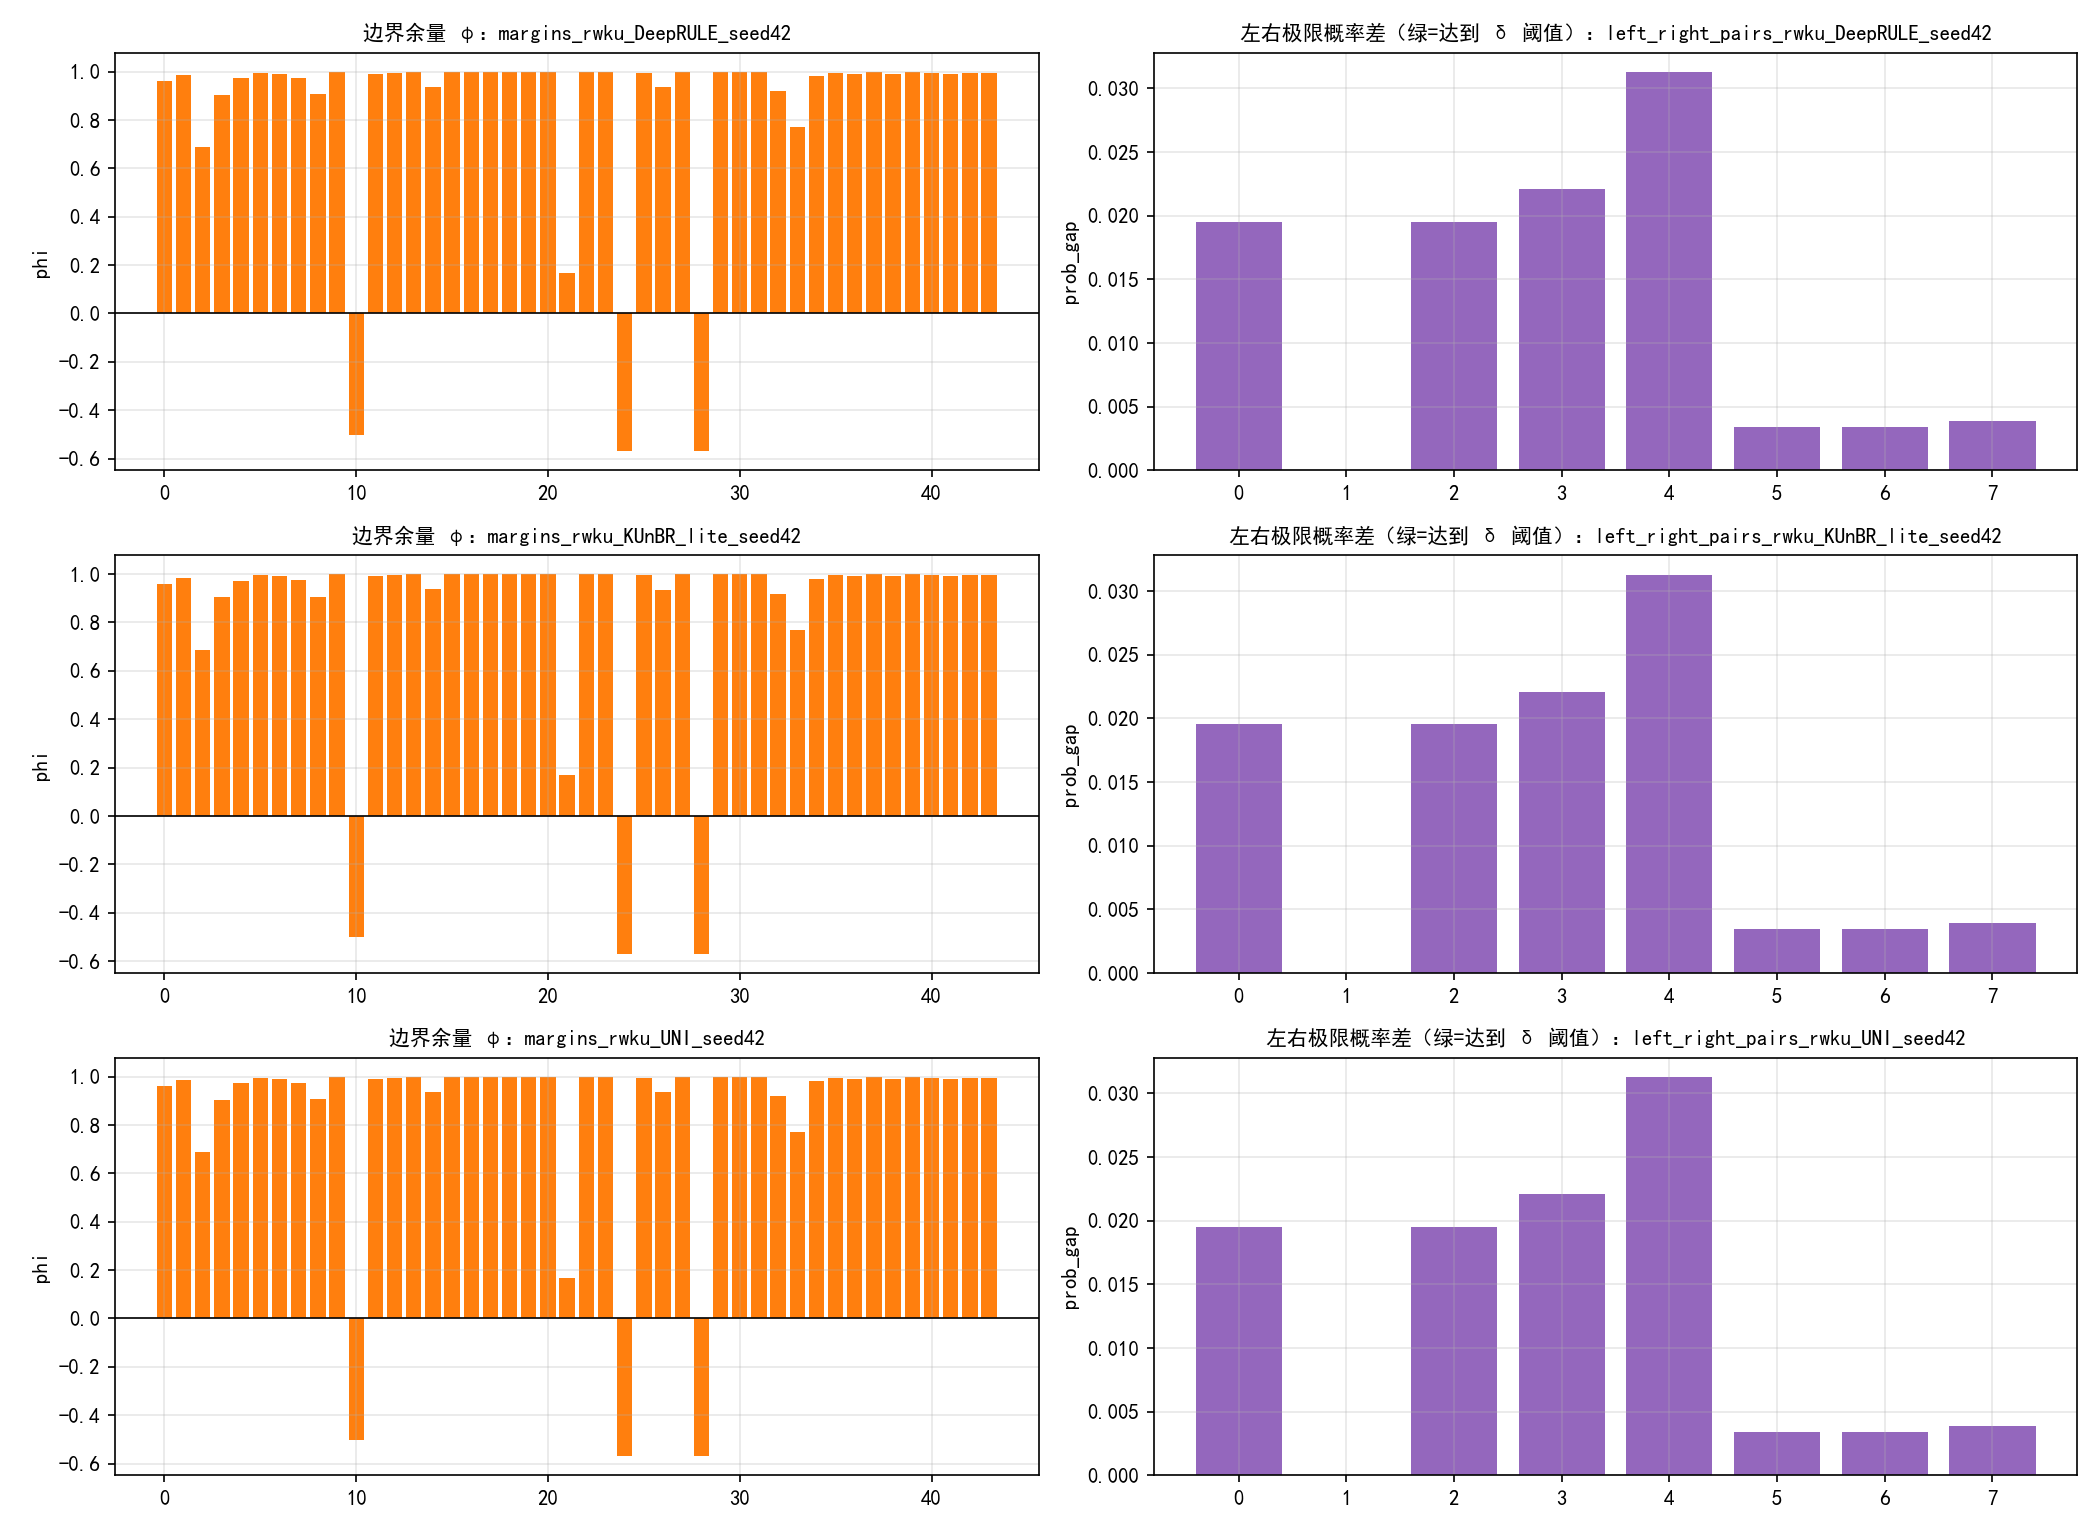 边界余量 φ：margins_rwku_DeepRULE_seed42
phi
1.0
0.8
0.6
0.4
0.2
0.0
−0.2
−0.4
−0.6
0 10 20 30 40
左右极限概率差（绿=达到 δ 阈值）：left_right_pairs_rwku_DeepRULE_seed42
prob_gap
0.030
0.025
0.020
0.015
0.010
0.005
0.000
0 1 2 3 4 5 6 7
边界余量 φ：margins_rwku_KUnBR_lite_seed42
phi
1.0
0.8
0.6
0.4
0.2
0.0
−0.2
−0.4
−0.6
0 10 20 30 40
左右极限概率差（绿=达到 δ 阈值）：left_right_pairs_rwku_KUnBR_lite_seed42
prob_gap
0.030
0.025
0.020
0.015
0.010
0.005
0.000
0 1 2 3 4 5 6 7
边界余量 φ：margins_rwku_UNI_seed42
phi
1.0
0.8
0.6
0.4
0.2
0.0
−0.2
−0.4
−0.6
0 10 20 30 40
左右极限概率差（绿=达到 δ 阈值）：left_right_pairs_rwku_UNI_seed42
prob_gap
0.030
0.025
0.020
0.015
0.010
0.005
0.000
0 1 2 3 4 5 6 7